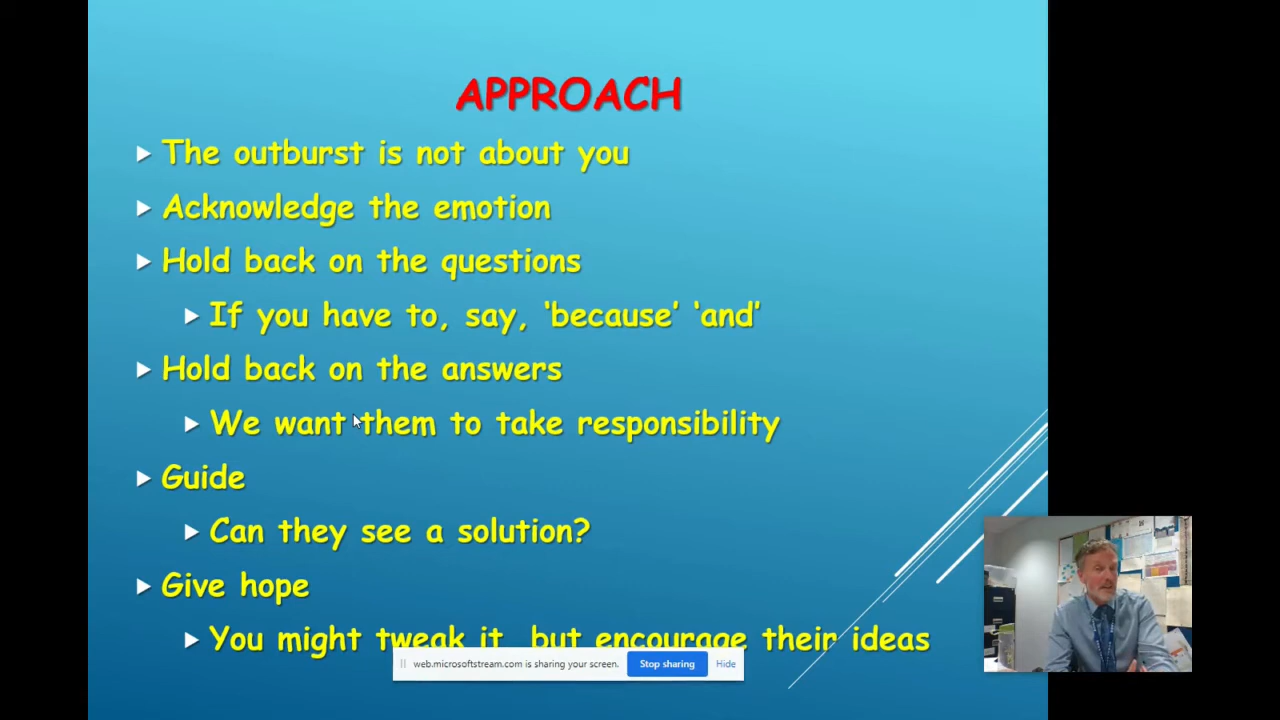 APPROACH
The outburst is not about you
Acknowledge the emotion
Hold back on the questions
If you have to, say, ‘because’ ‘and’
Hold back on the answers
We want them to take responsibility
Guide
Can they see a solution?
Give hope
You might tweak it, but encourage their ideas
web.microsoftstream.com is sharing your screen.
Stop sharing
Hide